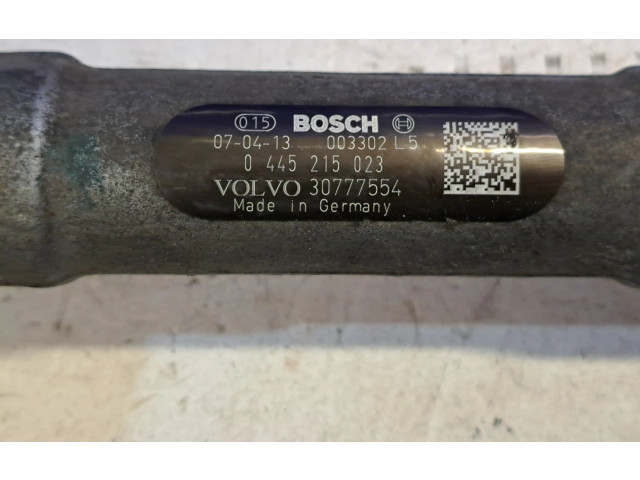 015 BOSCH
07-04-13 003302 L5
0 445 215 023
VOLVO 30777554
Made in Germany